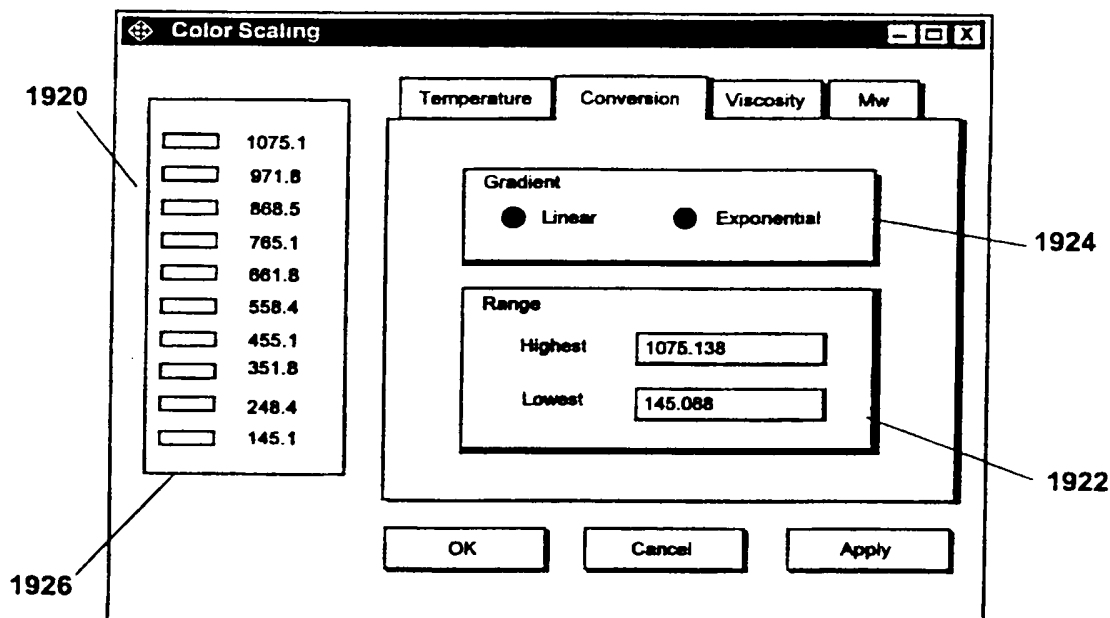 Color Scaling
1920
1075.1
971.8
868.5
765.1
661.8
558.4
455.1
351.8
248.4
145.1
1926
Temperature
Conversion
Viscosity
Mw
Gradient
Linear
Exponential
1924
Range
Highest
1075.138
Lowest
145.088
1922
OK
Cancel
Apply